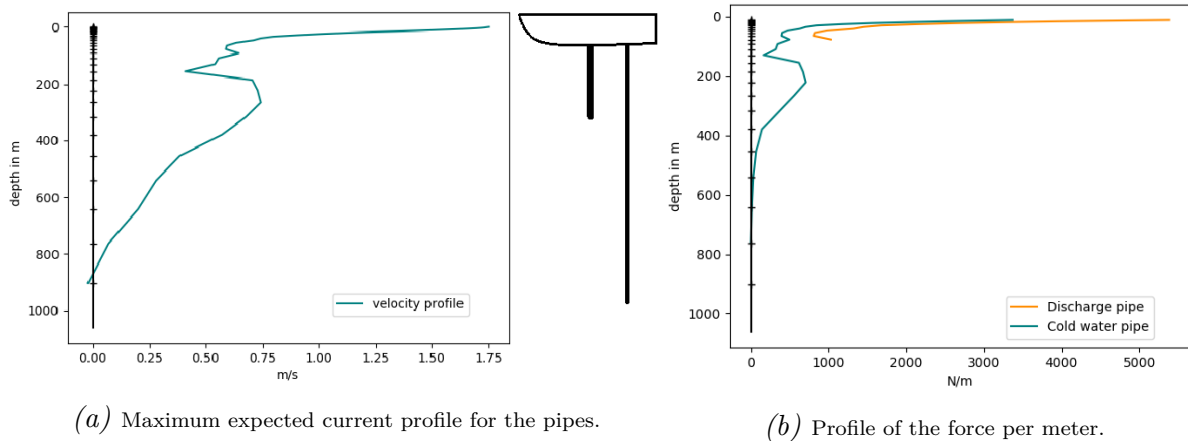 0
200
400
600
800
1000
depth in m
0.00 0.25 0.50 0.75 1.00 1.25 1.50 1.75
m/s
velocity profile
(a) Maximum expected current profile for the pipes.
0
200
400
600
800
1000
depth in m
0 1000 2000 3000 4000 5000
N/m
Discharge pipe
Cold water pipe
(b) Profile of the force per meter.